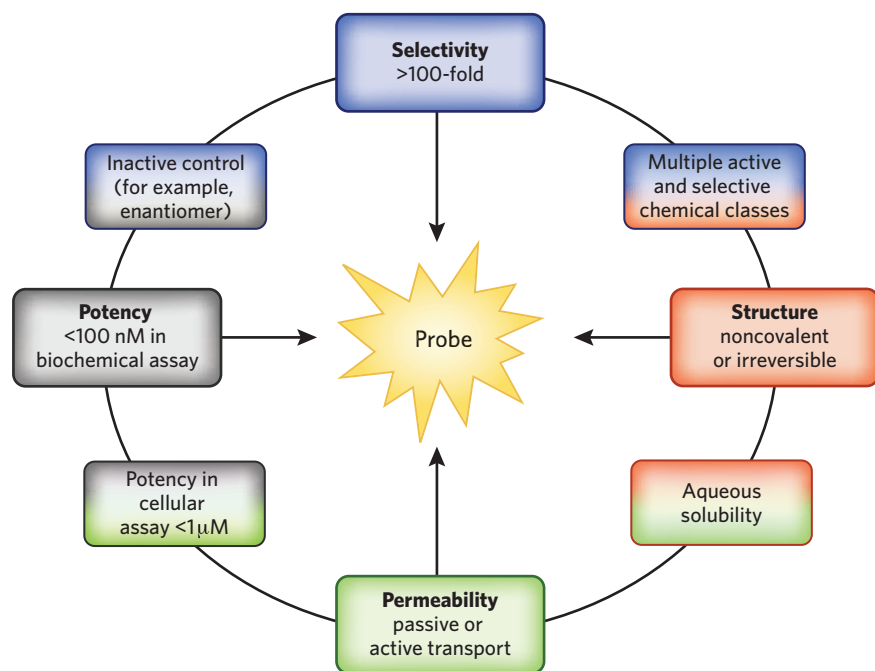 Selectivity
>100-fold
Inactive control
(for example,
enantiomer)
Multiple active
and selective
chemical classes
Potency
<100 nM in
biochemical assay
Probe
Structure
noncovalent
or irreversible
Potency in
cellular
assay <1μM
Aqueous
solubility
Permeability
passive or
active transport